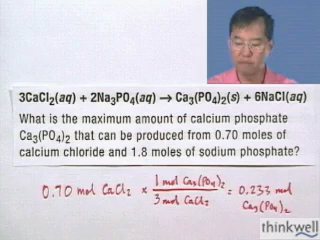 3CaCl₂(aq) + 2Na₃PO₄(aq) → Ca₃(PO₄)₂(s) + 6NaCl(aq)
What is the maximum amount of calcium phosphate
Ca₃(PO₄)₂ that can be produced from 0.70 moles of
calcium chloride and 1.8 moles of sodium phosphate?
0.70 mol CaCl₂ × 1 mol Ca₃(PO₄)₂ / 3 mol CaCl₂ = 0.233 mol
Ca₃(PO₄)₂
thinkwell